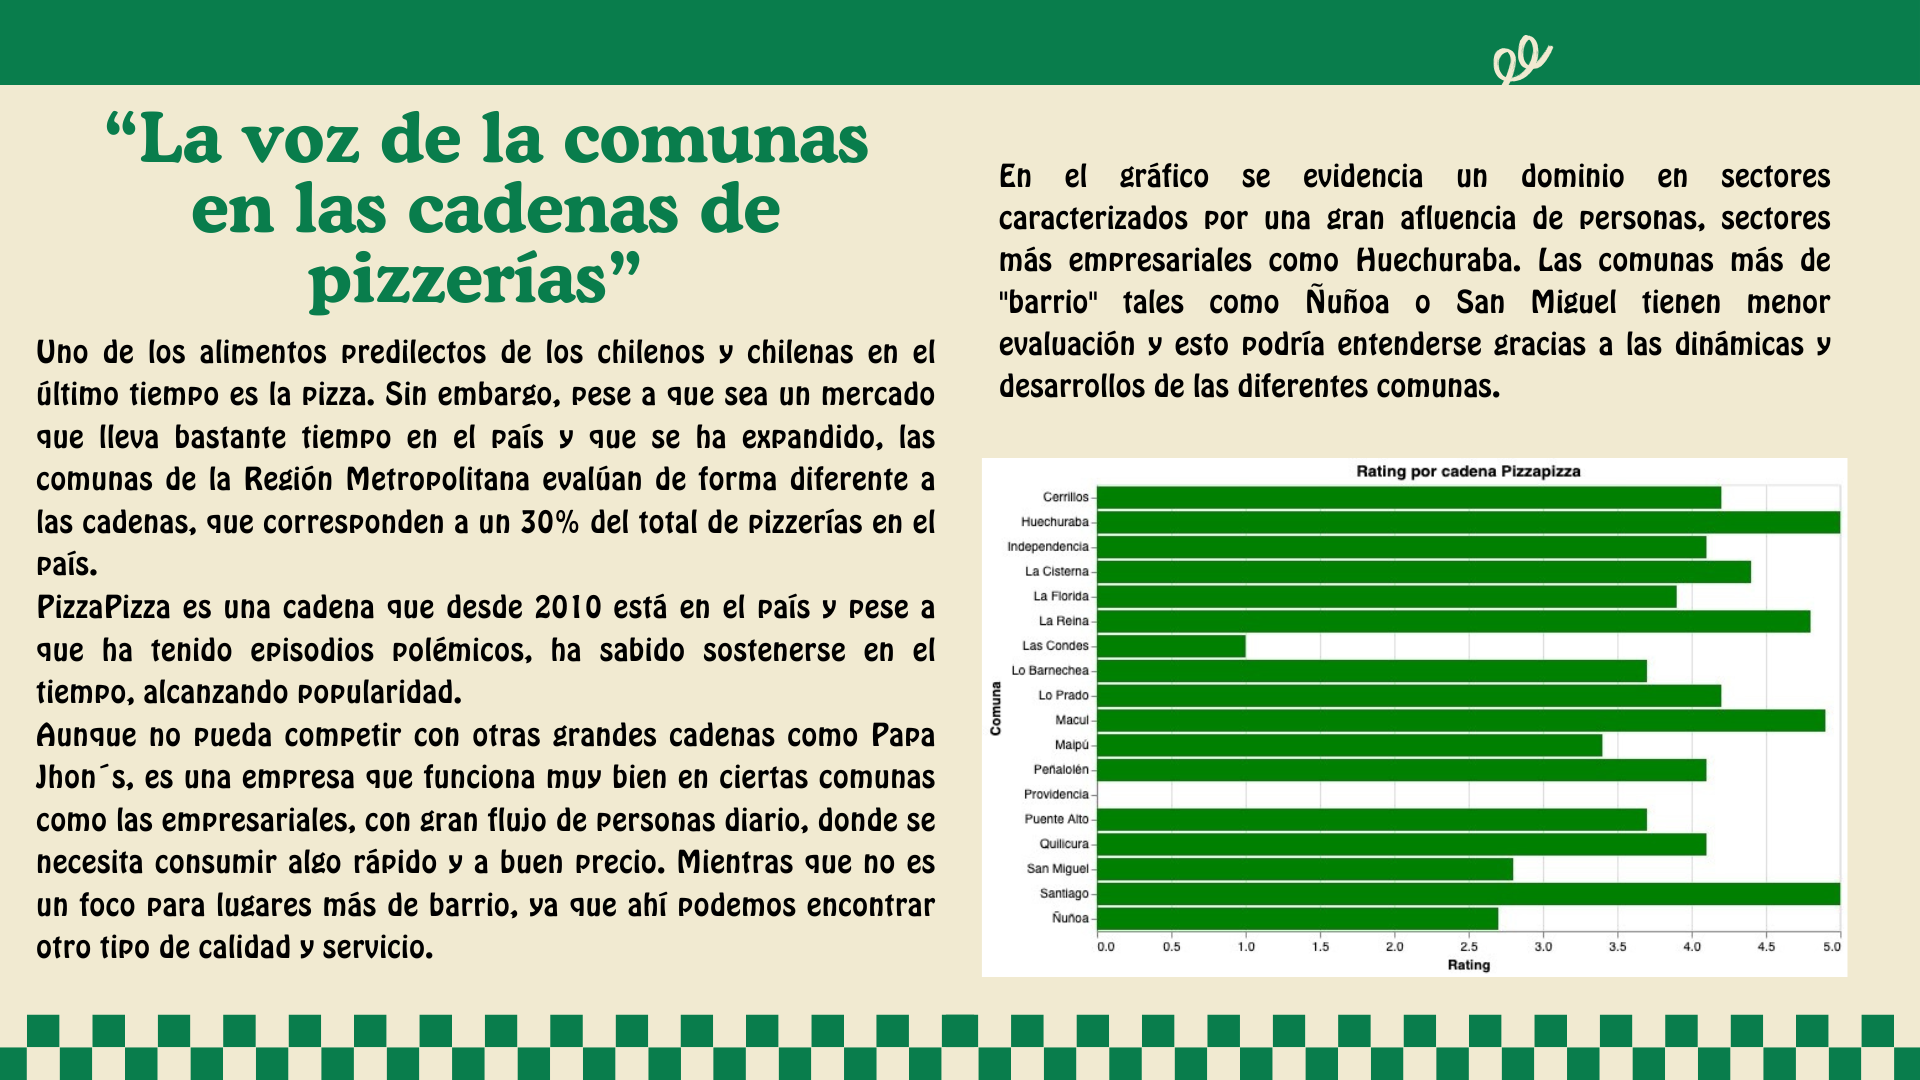 “La voz de la comunas
en las cadenas de
pizzerías”
Uno de los alimentos predilectos de los chilenos y chilenas en el
último tiempo es la pizza. Sin embargo, pese a que sea un mercado
que lleva bastante tiempo en el país y que se ha expandido, las
comunas de la Región Metropolitana evalúan de forma diferente a
las cadenas, que corresponden a un 30% del total de pizzerías en el
país.
PizzaPizza es una cadena que desde 2010 está en el país y pese a
que ha tenido episodios polémicos, ha sabido sostenerse en el
tiempo, alcanzando popularidad.
Aunque no pueda competir con otras grandes cadenas como Papa
Jhon´s, es una empresa que funciona muy bien en ciertas comunas
como las empresariales, con gran flujo de personas diario, donde se
necesita consumir algo rápido y a buen precio. Mientras que no es
un foco para lugares más de barrio, ya que ahí podemos encontrar
otro tipo de calidad y servicio.
En el gráfico se evidencia un dominio en sectores
caracterizados por una gran afluencia de personas, sectores
más empresariales como Huechuraba. Las comunas más de
"barrio" tales como Ñuñoa o San Miguel tienen menor
evaluación y esto podría entenderse gracias a las dinámicas y
desarrollos de las diferentes comunas.
Rating por cadena Pizzapizza
Comuna
Cerrillos
Huechuraba
Independencia
La Cisterna
La Florida
La Reina
Las Condes
Lo Barnechea
Lo Prado
Macul
Maipú
Peñalolén
Providencia
Puente Alto
Quilicura
San Miguel
Santiago
Ñuñoa
0.0 0.5 1.0 1.5 2.0 2.5 3.0 3.5 4.0 4.5 5.0
Rating